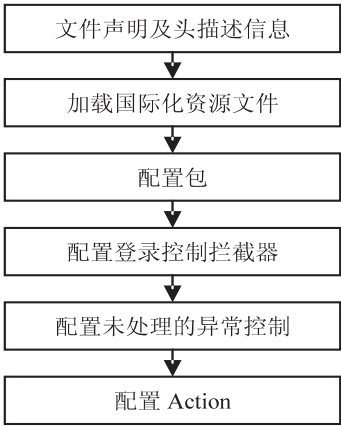 文件声明及头描述信息
加载国际化资源文件
配置包
配置登录控制拦截器
配置未处理的异常控制
配置 Action